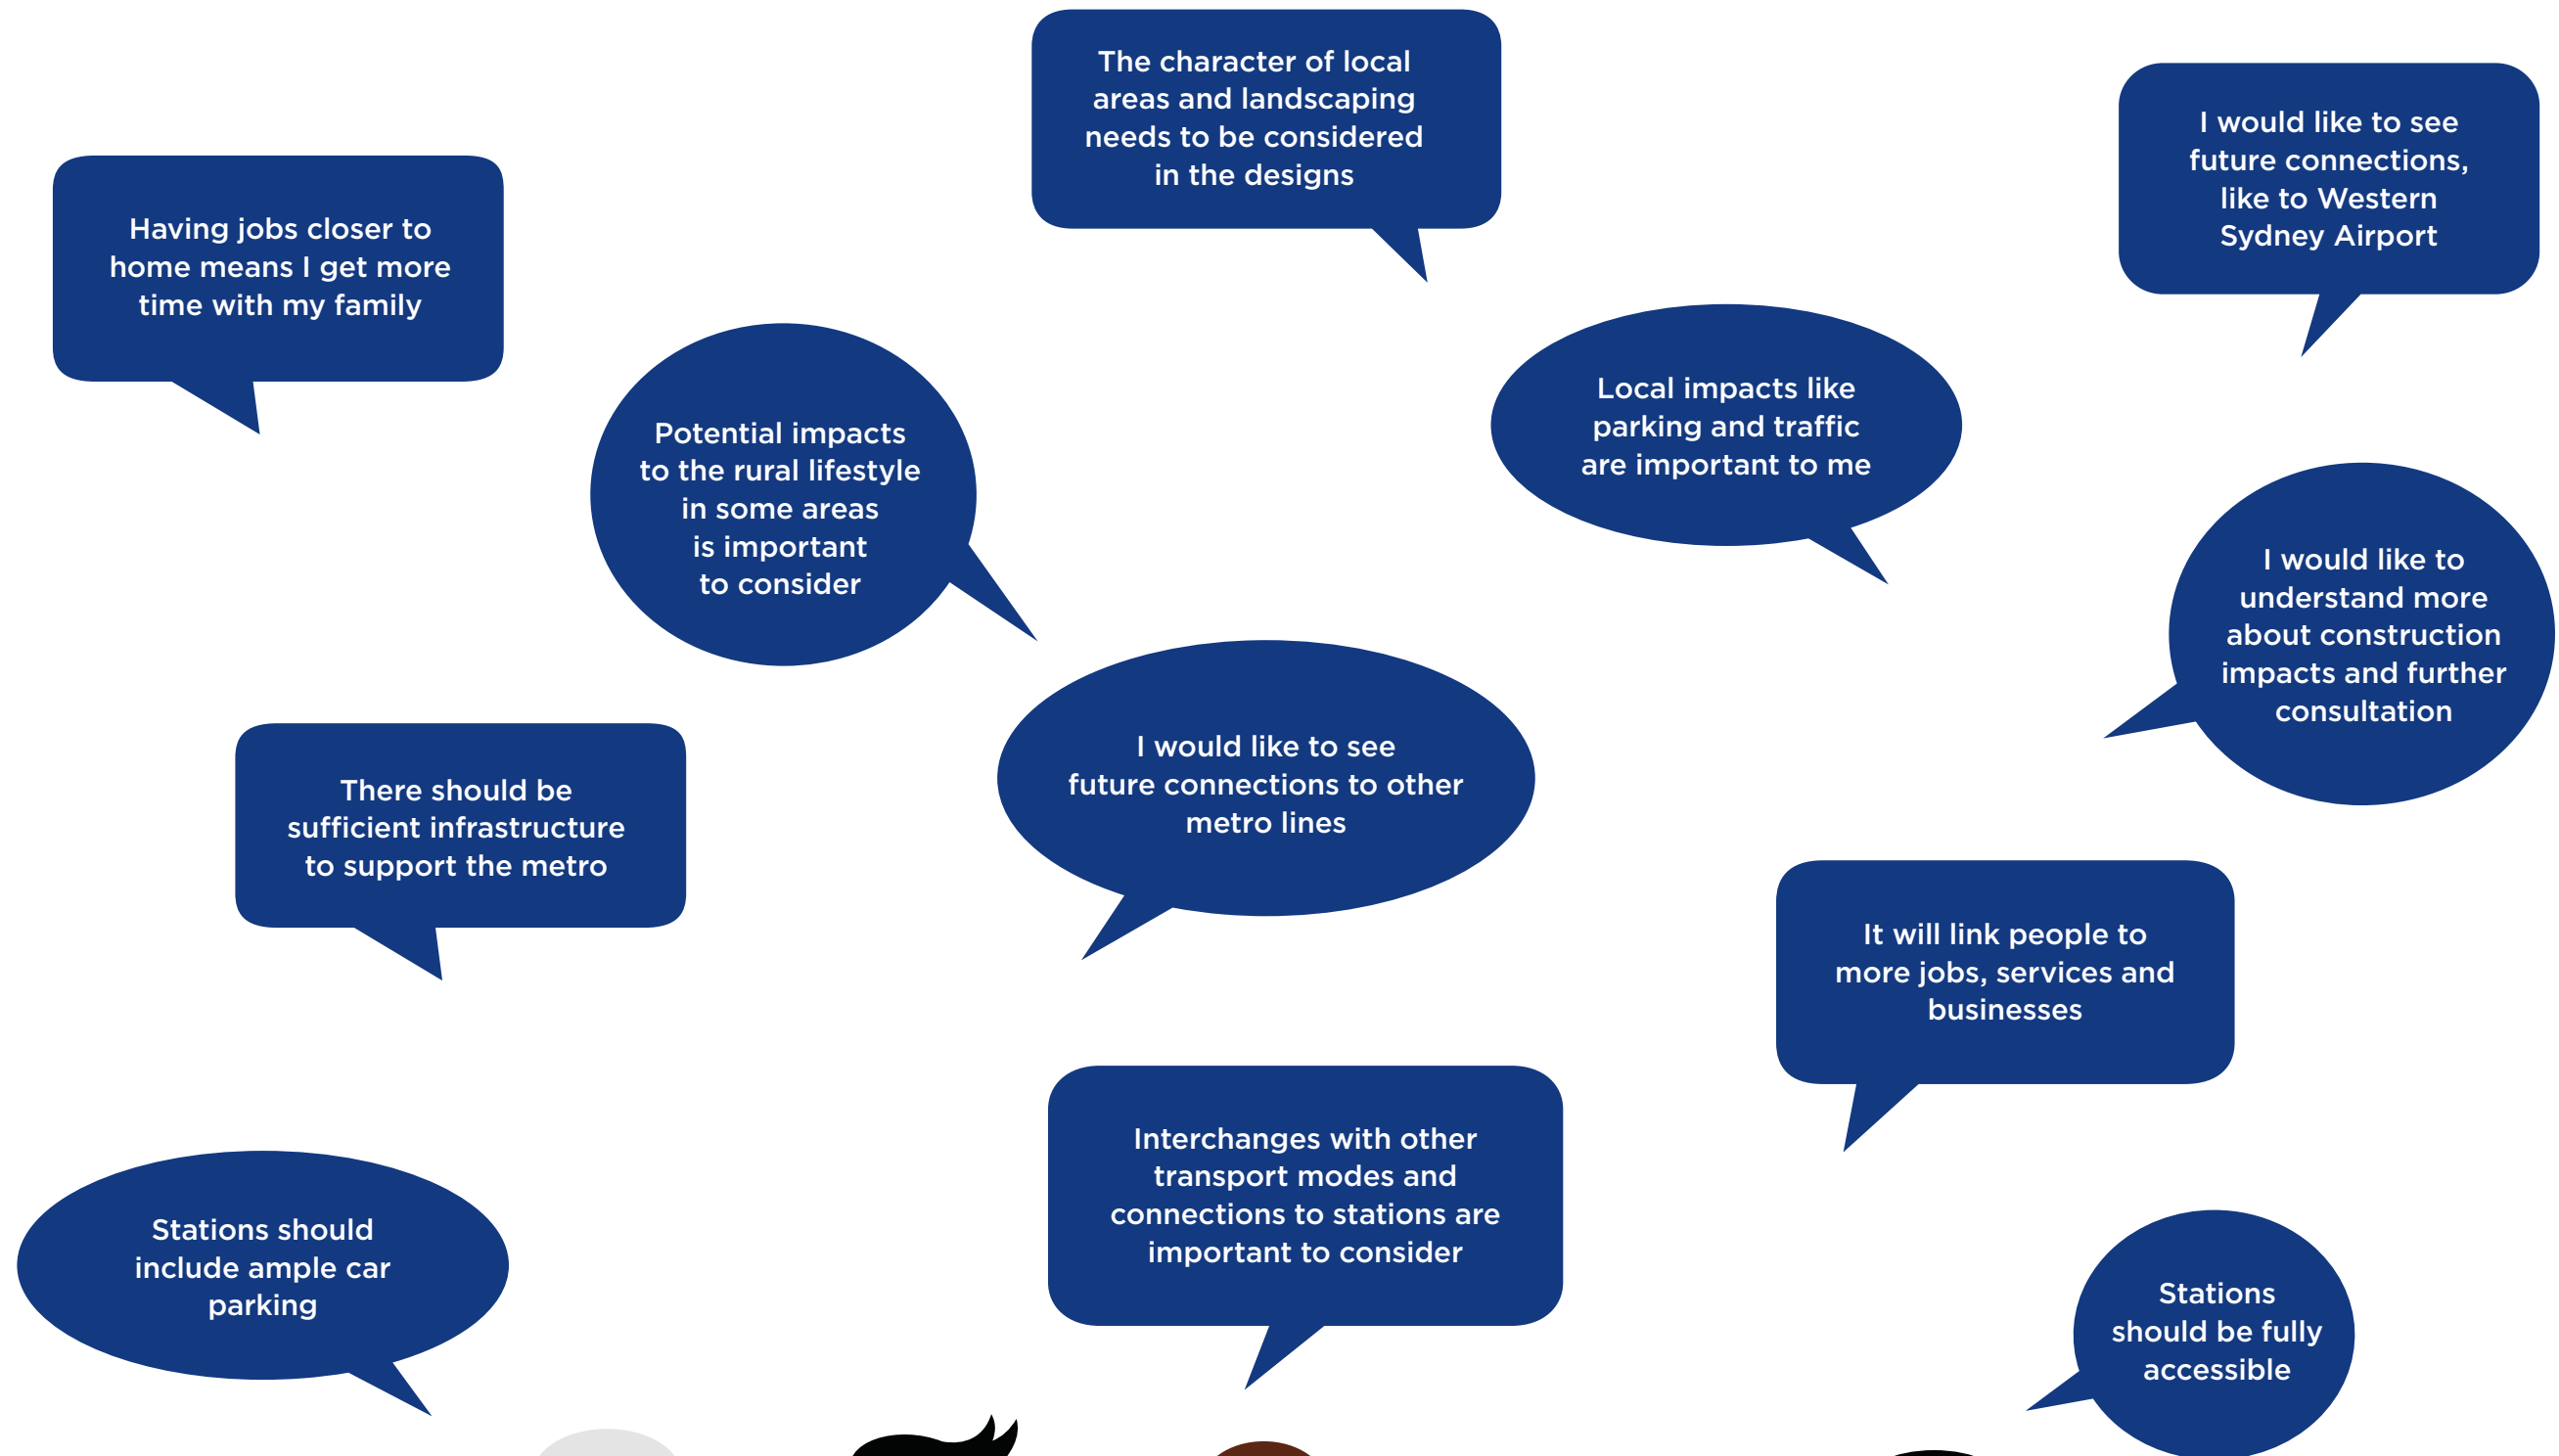 The character of local
areas and landscaping
needs to be considered
in the designs
I would like to see
future connections,
like to Western
Sydney Airport
Having jobs closer to
home means I get more
time with my family
Local impacts like
parking and traffic
are important to me
Potential impacts
to the rural lifestyle
in some areas
is important
to consider
I would like to
understand more
about construction
impacts and further
consultation
I would like to see
future connections to other
metro lines
There should be
sufficient infrastructure
to support the metro
It will link people to
more jobs, services and
businesses
Interchanges with other
transport modes and
connections to stations are
important to consider
Stations should
include ample car
parking
Stations
should be fully
accessible